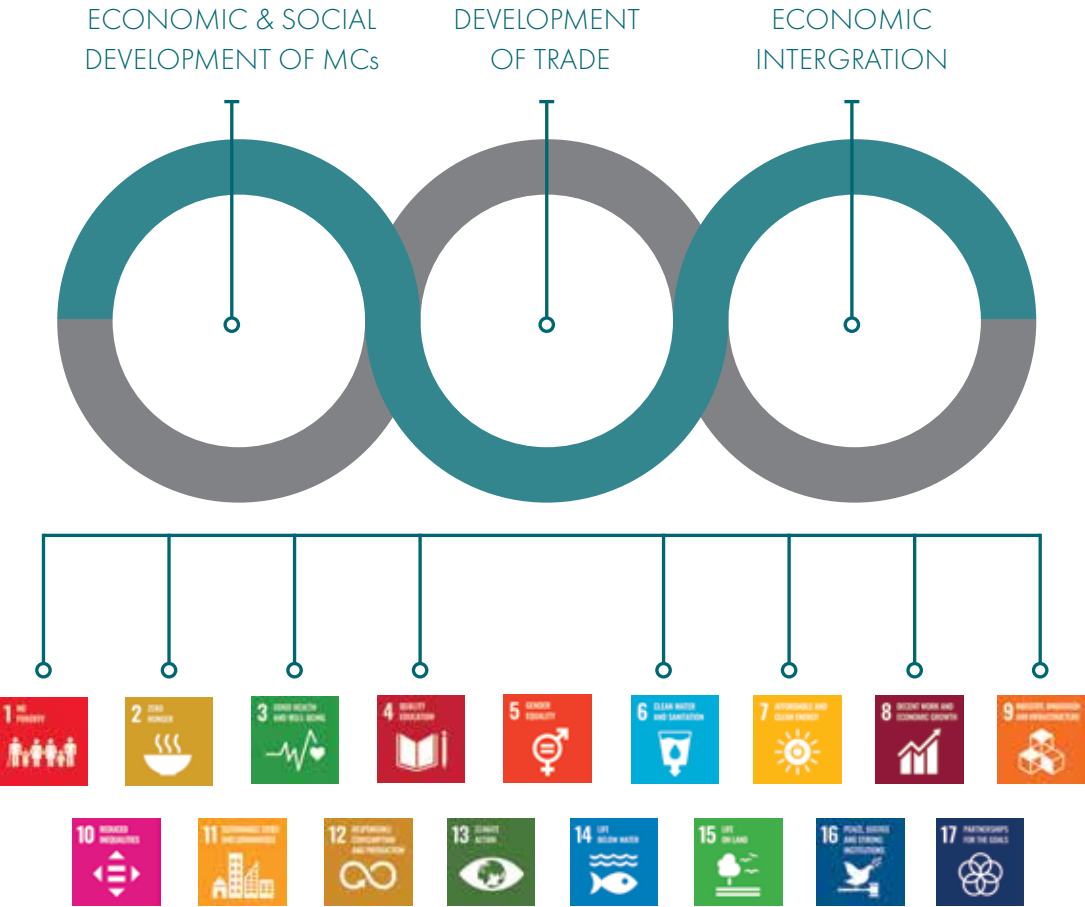 ECONOMIC & SOCIAL
DEVELOPMENT OF MCs
DEVELOPMENT
OF TRADE
ECONOMIC
INTERGRATION
1 NO
POVERTY
2 ZERO
HUNGER
3 GOOD HEALTH
AND WELL-BEING
4 QUALITY
EDUCATION
5 GENDER
EQUALITY
6 CLEAN WATER
AND SANITATION
7 AFFORDABLE AND
CLEAN ENERGY
8 DECENT WORK AND
ECONOMIC GROWTH
9 INDUSTRY, INNOVATION
AND INFRASTRUCTURE
10 REDUCED
INEQUALITIES
11 SUSTAINABLE CITIES
AND COMMUNITIES
12 RESPONSIBLE
CONSUMPTION
AND PRODUCTION
13 CLIMATE
ACTION
14 LIFE
BELOW WATER
15 LIFE
ON LAND
16 PEACE, JUSTICE
AND STRONG
INSTITUTIONS
17 PARTNERSHIPS
FOR THE GOALS